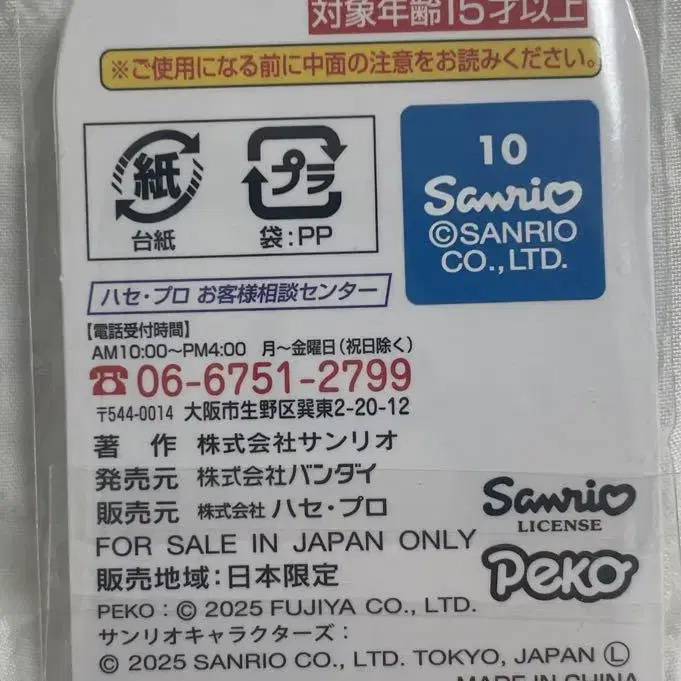 対象年齢15才以上
※ご使用になる前に中面の注意をお読みください。
紙
台紙
プラ
袋:PP
10
Sanrio
©SANRIO
CO.,LTD.
ハセ・プロ お客様相談センター
【電話受付時間】
AM10:00〜PM4:00 月〜金曜日(祝日除く)
☎06-6751-2799
〒544-0014 大阪市生野区巽東2-20-12
著 作 株式会社サンリオ
発売元 株式会社バンダイ
販売元 株式会社 ハセ・プロ
Sanrio
LICENSE
FOR SALE IN JAPAN ONLY
販売地域:日本限定
PeKo
PEKO:© 2025 FUJIYA CO., LTD.
サンリオキャラクターズ:
© 2025 SANRIO CO., LTD. TOKYO, JAPAN Ⓛ
MADE IN CHINA